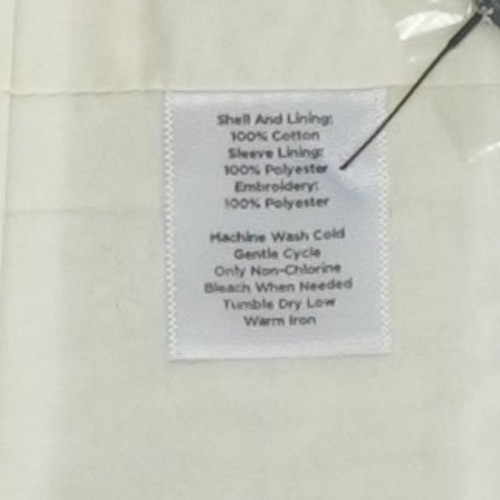 Shell And Lining:
100% Cotton
Sleeve Lining:
100% Polyester
Embroidery:
100% Polyester
Machine Wash Cold
Gentle Cycle
Only Non-Chlorine
Bleach When Needed
Tumble Dry Low
Warm Iron